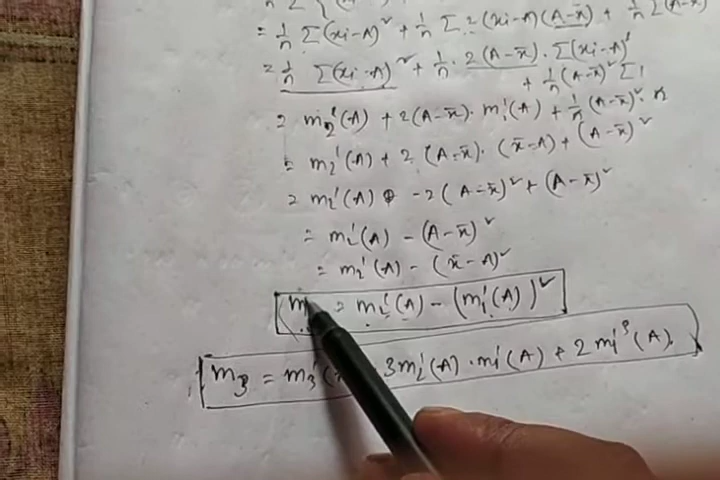 = 1/n Σ(xi-A)² + 1/n Σ 2(xi-A)(A-x̄) + 1/n Σ(A-x̄)
= 1/n Σ(xi-A)² + 1/n · 2(A-x̄) · Σ(xi-A)
+ 1/n (A-x̄)² Σ1
= m₂'(A) + 2(A-x̄) · m₁'(A) + 1/n (A-x̄)² · n
= m₂'(A) + 2 (A-x̄) · (x̄-A) + (A-x̄)²
= m₂'(A) - 2(A-x̄)² + (A-x̄)²
= m₂'(A) - (A-x̄)²
= m₂'(A) - (x̄-A)²
m = m₂'(A) - (m₁'(A))²
m₃ = m₃'( 3m₂'(A) · m₁'(A) + 2m₁'³(A).